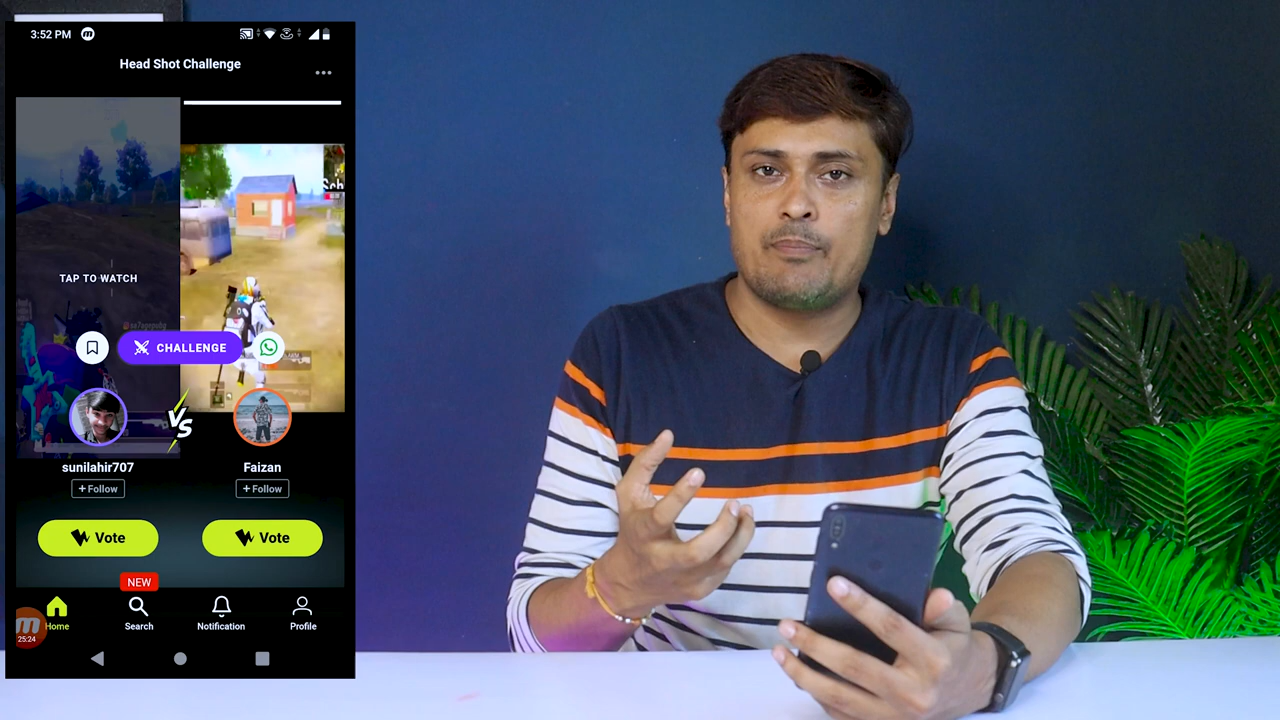 3:52 PM
Head Shot Challenge
TAP TO WATCH
CHALLENGE
VS
sunilahir707
Faizan
+ Follow
+ Follow
Vote
Vote
NEW
Home
Search
Notification
Profile
25:24